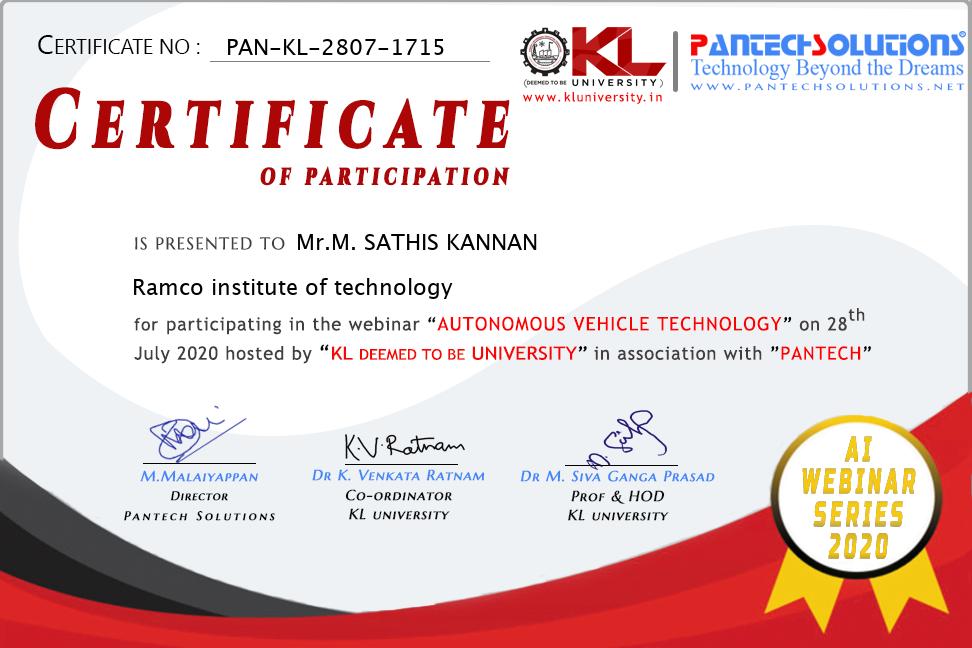 CERTIFICATE NO : PAN-KL-2807-1715
KL
(DEEMED TO BE UNIVERSITY)
www.kluniversity.in
PANTECH SOLUTIONS®
Technology Beyond the Dreams
WWW.PANTECHSOLUTIONS.NET
CERTIFICATE
OF PARTICIPATION
IS PRESENTED TO Mr.M. SATHIS KANNAN
Ramco institute of technology
for participating in the webinar “AUTONOMOUS VEHICLE TECHNOLOGY” on 28th
July 2020 hosted by “KL DEEMED TO BE UNIVERSITY” in association with ”PANTECH”
K.V.Ratnam
M.MALAIYAPPAN
DIRECTOR
PANTECH SOLUTIONS
DR K. VENKATA RATNAM
CO-ORDINATOR
KL UNIVERSITY
DR M. SIVA GANGA PRASAD
PROF & HOD
KL UNIVERSITY
AI
WEBINAR
SERIES
2020